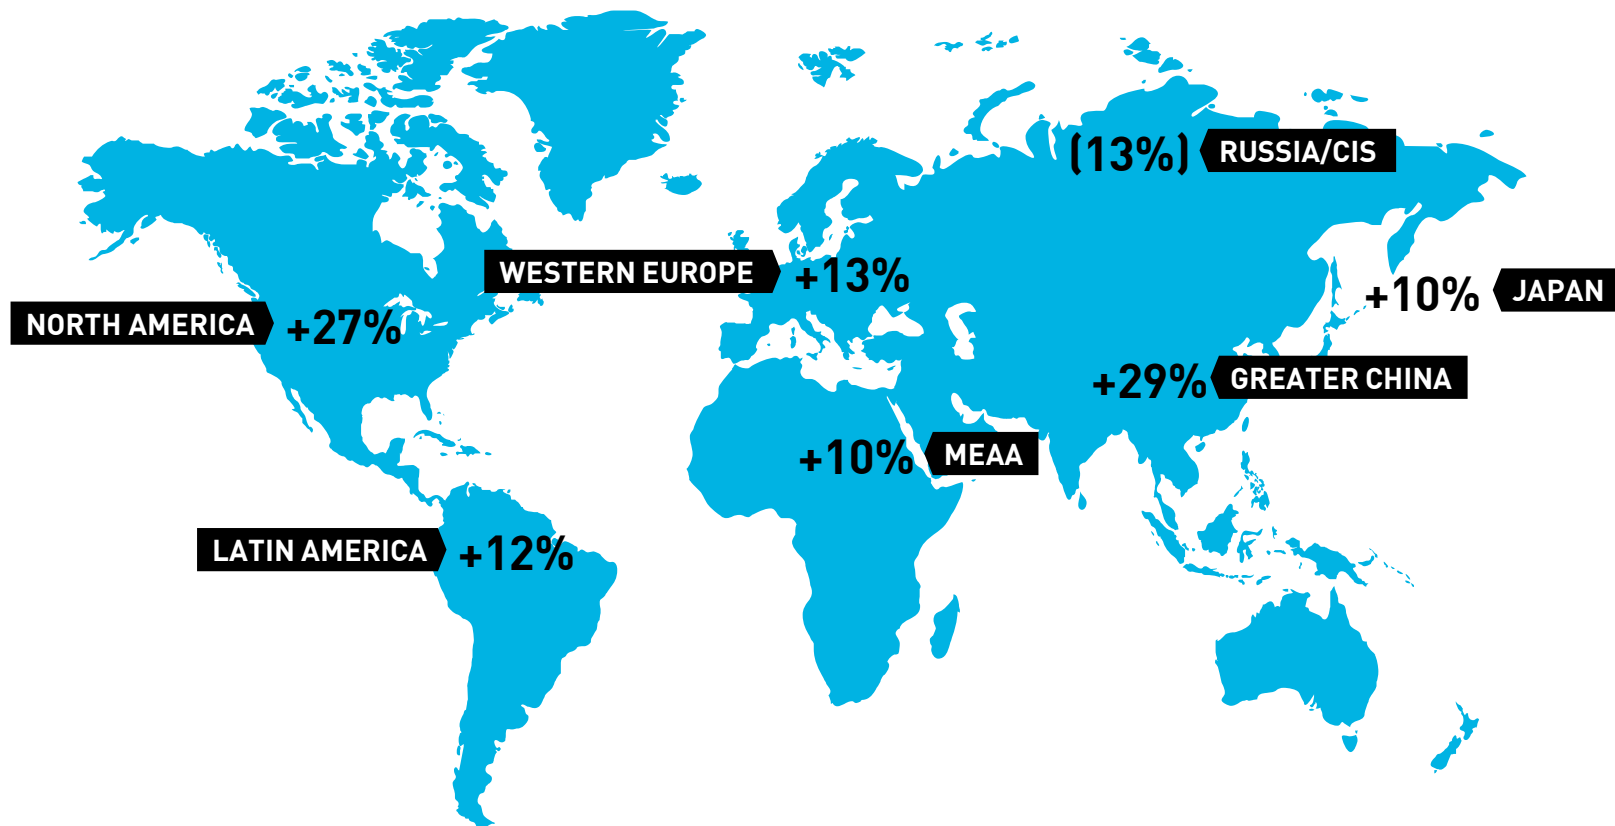 (13%) RUSSIA/CIS
WESTERN EUROPE +13%
+10% JAPAN
NORTH AMERICA +27%
+29% GREATER CHINA
+10% MEAA
LATIN AMERICA +12%